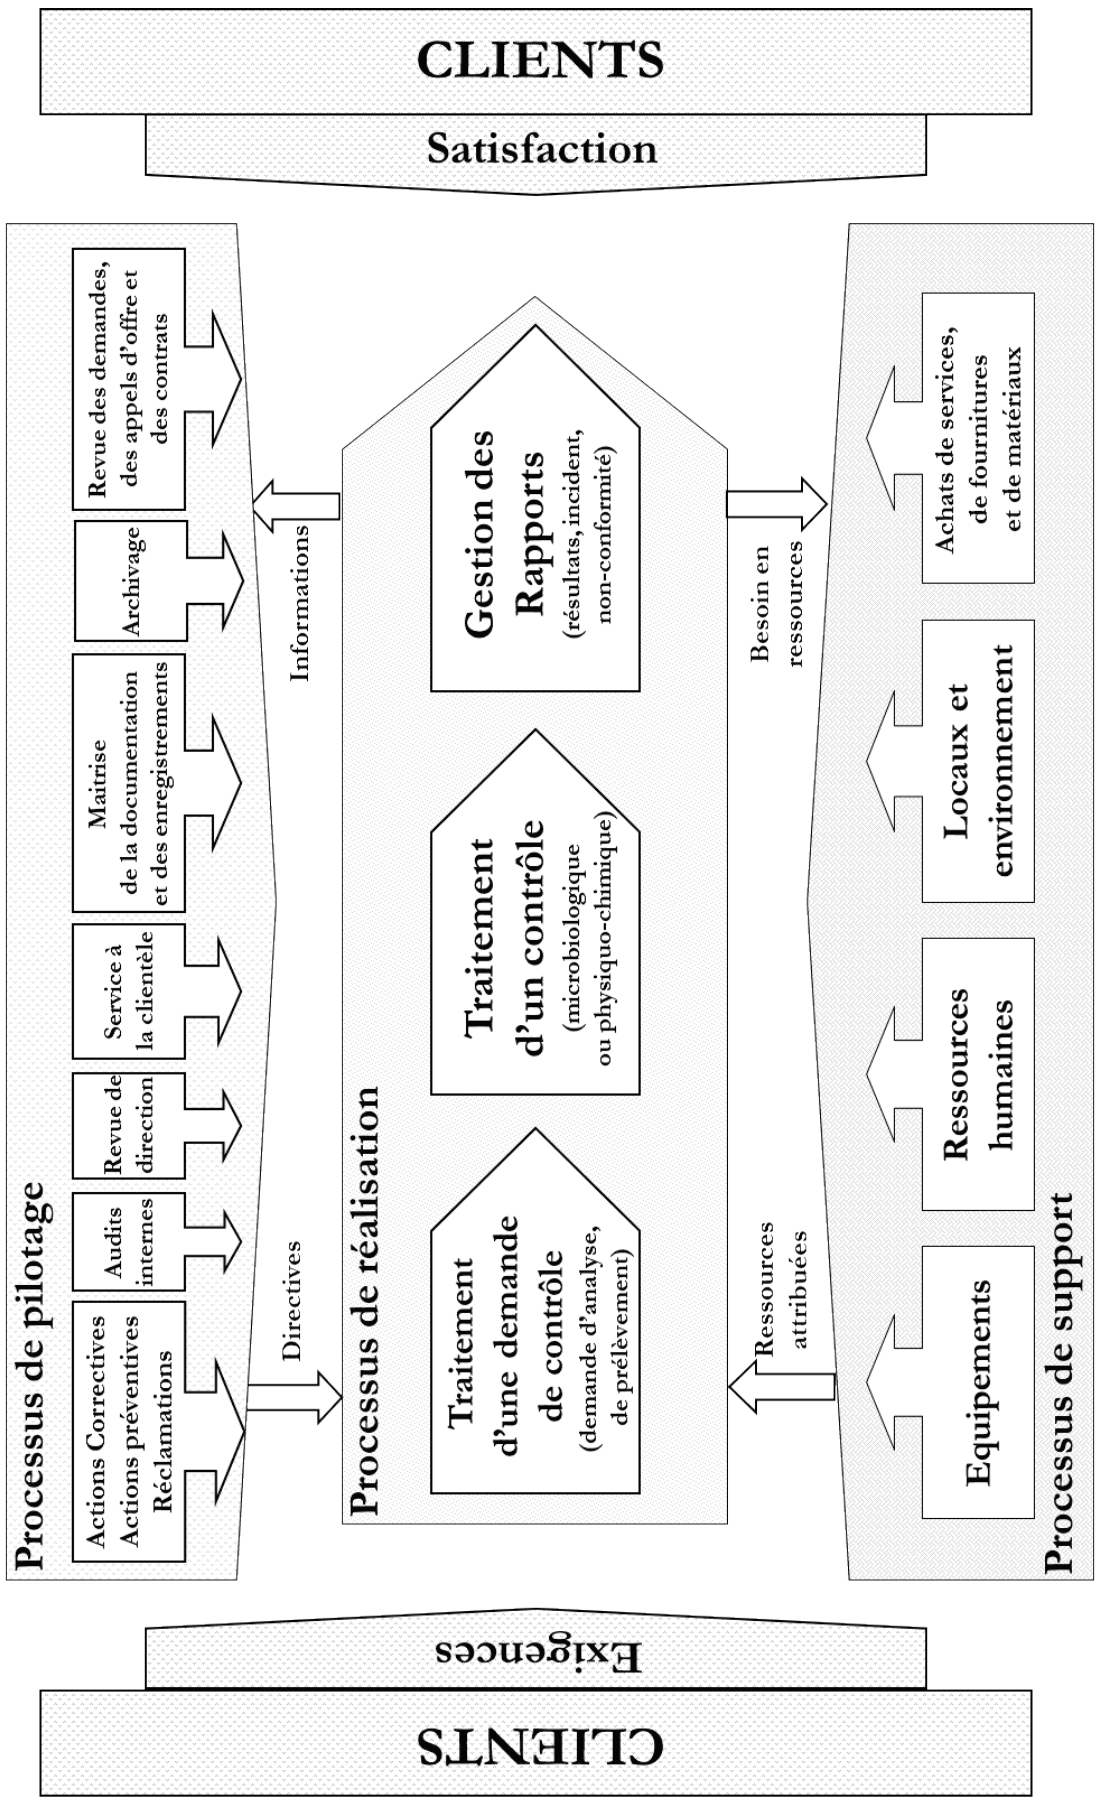 CLIENTS
Satisfaction
Processus de pilotage
Actions Correctives
Actions préventives
Réclamations
Audits
internes
Revue de
direction
Service à
la clientèle
Maitrise
de la documentation
et des enregistrements
Archivage
Revue des demandes,
des appels d’offre et
des contrats
Directives
Informations
Processus de réalisation
Traitement
d’une demande
de contrôle
(demande d’analyse,
de prélèvement)
Traitement
d’un contrôle
(microbiologique
ou physiquo-chimique)
Gestion des
Rapports
(résultats, incident,
non-conformité)
Ressources
attribuées
Besoin en
ressources
Equipements
Ressources
humaines
Locaux et
environnement
Achats de services,
de fournitures
et de matériaux
Processus de support
Exigences
CLIENTS